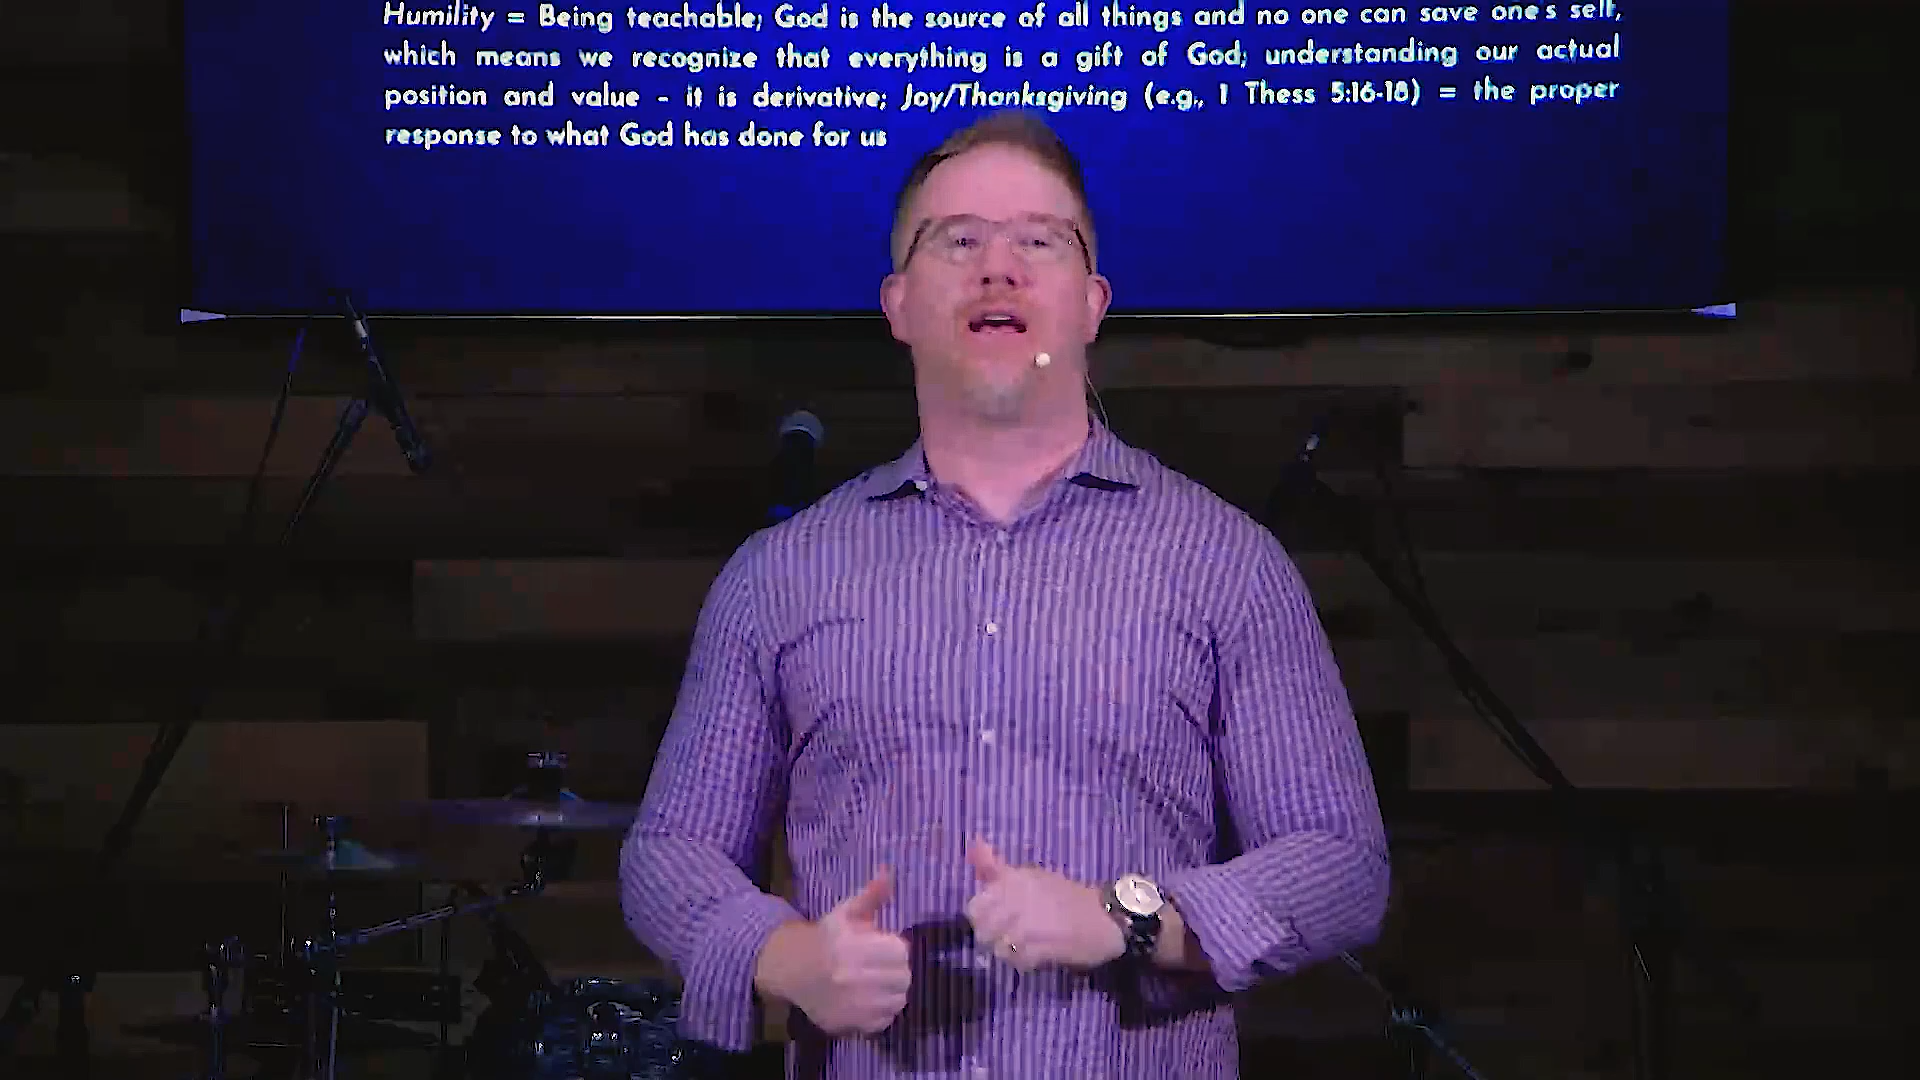 Humility = Being teachable; God is the source of all things and no one can save one's self,
which means we recognize that everything is a gift of God; understanding our actual
position and value - it is derivative; Joy/Thanksgiving (e.g., 1 Thess 5:16-18) = the proper
response to what God has done for us